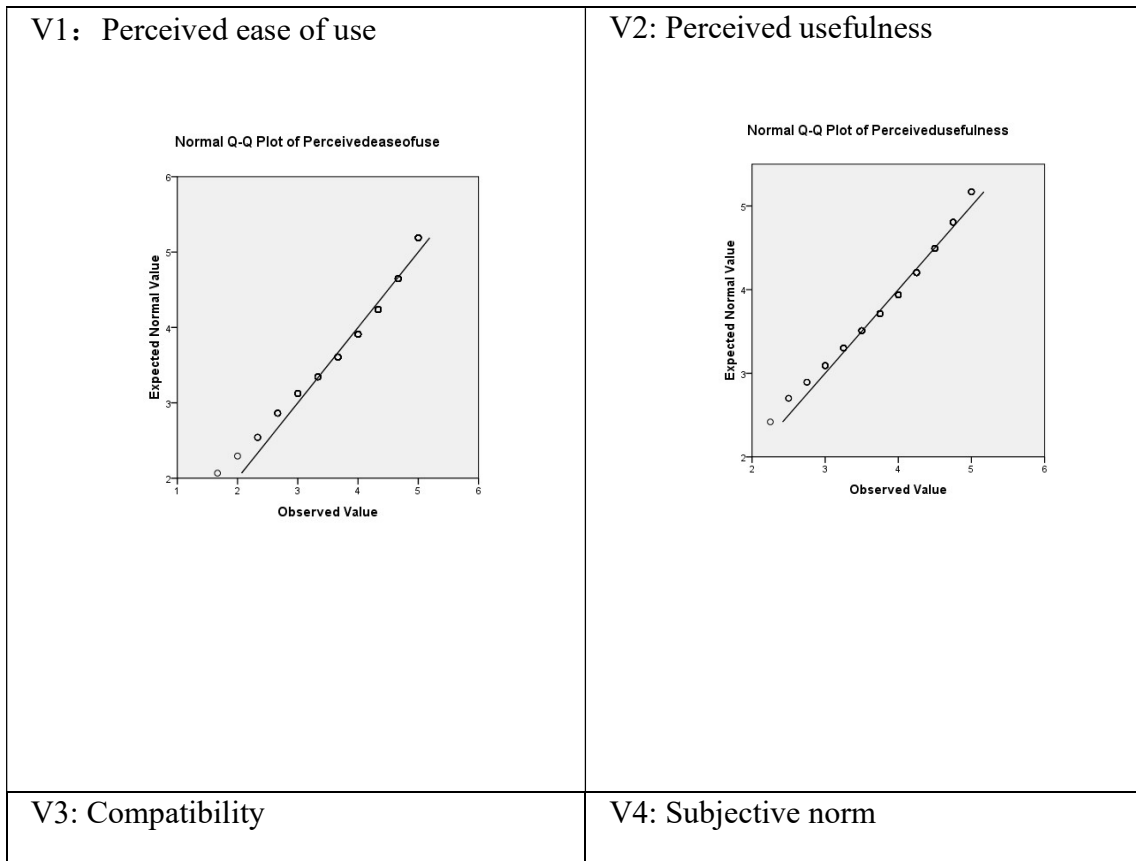 V1：Perceived ease of use
Normal Q-Q Plot of Perceivedeaseofuse
Expected Normal Value
6
5
4
3
2
1 2 3 4 5 6
Observed Value
V2: Perceived usefulness
Normal Q-Q Plot of Perceivedusefulness
Expected Normal Value
5
4
3
2
2 3 4 5 6
Observed Value
V3: Compatibility
V4: Subjective norm